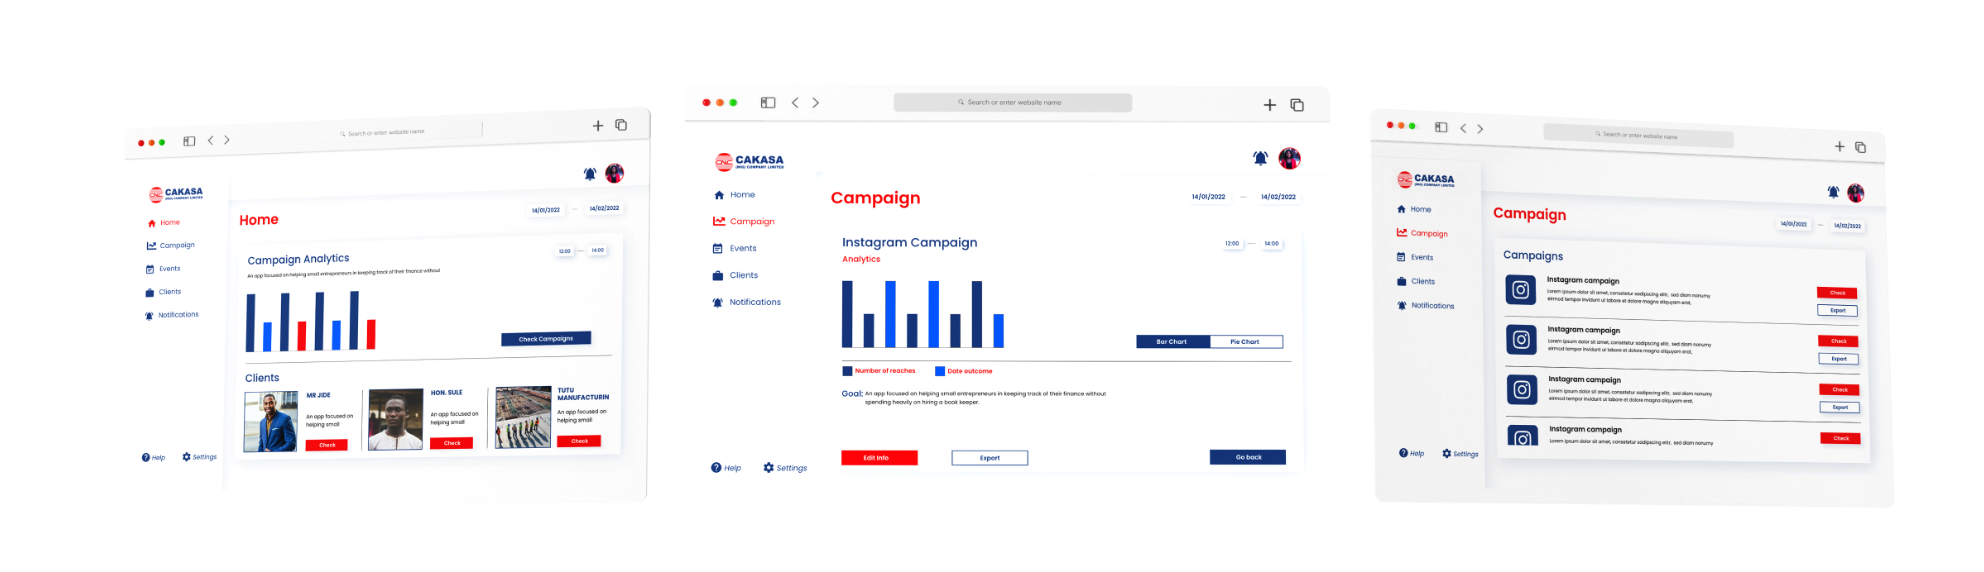 Search or enter website name
CNC CAKASA
(NIG) COMPANY LIMITED
Home
Campaign
Events
Clients
Notifications
Help
Settings
Home
14/01/2022 — 14/02/2022
Campaign Analytics
12:00 — 14:00
An app focused on helping small entrepreneurs in keeping track of their finance without
Check Campaigns
Clients
MR JIDE
An app focused on
helping small
Check
HON. SULE
An app focused on
helping small
Check
TUTU
MANUFACTURIN
An app focused on
helping small
Check
Search or enter website name
CNC CAKASA
(NIG) COMPANY LIMITED
Home
Campaign
Events
Clients
Notifications
Help
Settings
Campaign
14/01/2022 — 14/02/2022
Instagram Campaign
12:00 — 14:00
Analytics
Bar Chart
Pie Chart
Number of reaches
Date outcome
Goal: An app focused on helping small entrepreneurs in keeping track of their finance without
spending heavily on hiring a book keeper.
Edit Info
Export
Go back
Search or enter website name
CNC CAKASA
(NIG) COMPANY LIMITED
Home
Campaign
Events
Clients
Notifications
Help
Settings
Campaign
14/01/2022 — 14/02/2022
Campaigns
Instagram campaign
Lorem ipsum dolor sit amet, consetetur sadipscing elitr, sed diam nonumy
eirmod tempor invidunt ut labore et dolore magna aliquyam erat,
Check
Export
Instagram campaign
Lorem ipsum dolor sit amet, consetetur sadipscing elitr, sed diam nonumy
eirmod tempor invidunt ut labore et dolore magna aliquyam erat,
Check
Export
Instagram campaign
Lorem ipsum dolor sit amet, consetetur sadipscing elitr, sed diam nonumy
eirmod tempor invidunt ut labore et dolore magna aliquyam erat,
Check
Export
Instagram campaign
Lorem ipsum dolor sit amet, consetetur sadipscing elitr, sed diam nonumy
Check